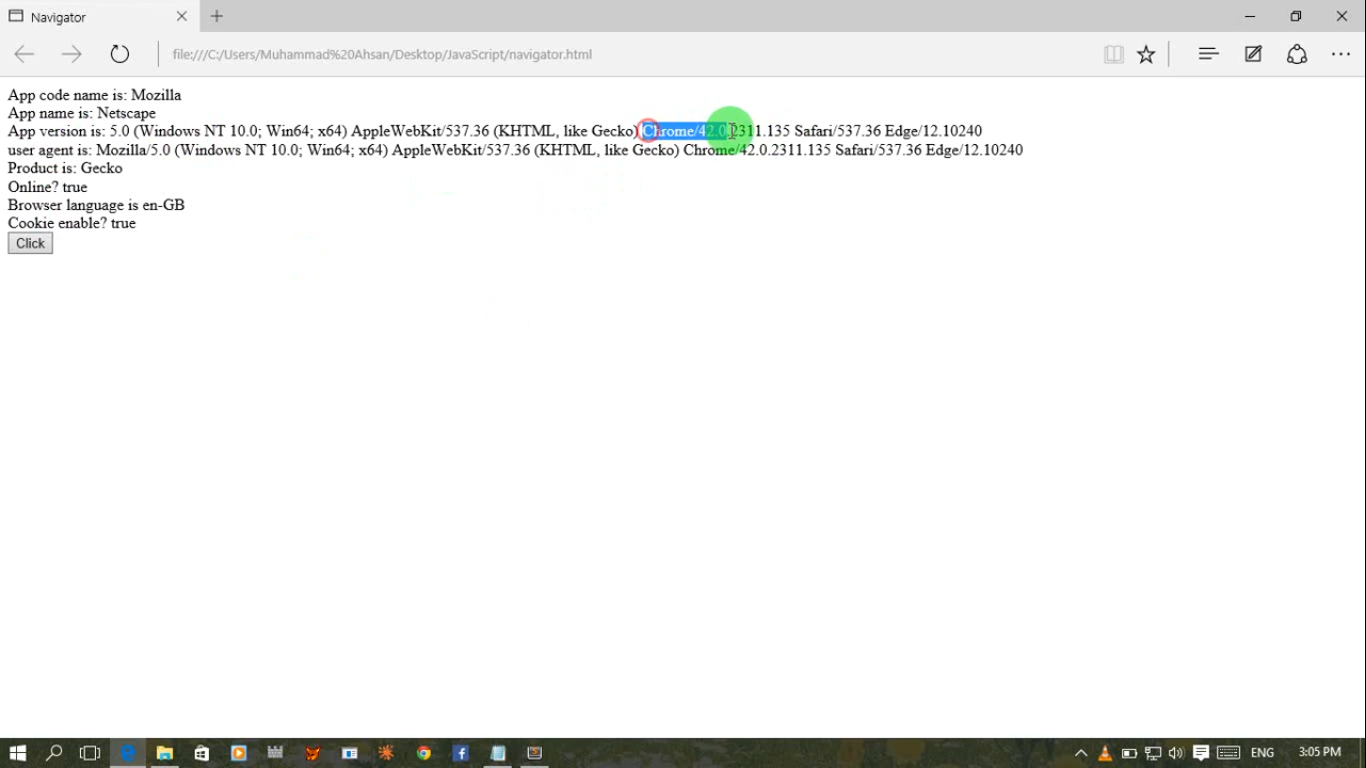 Navigator
file:///C:/Users/Muhammad%20Ahsan/Desktop/JavaScript/navigator.html
App code name is: Mozilla
App name is: Netscape
App version is: 5.0 (Windows NT 10.0; Win64; x64) AppleWebKit/537.36 (KHTML, like Gecko) Chrome/42.0.2311.135 Safari/537.36 Edge/12.10240
user agent is: Mozilla/5.0 (Windows NT 10.0; Win64; x64) AppleWebKit/537.36 (KHTML, like Gecko) Chrome/42.0.2311.135 Safari/537.36 Edge/12.10240
Product is: Gecko
Online? true
Browser language is en-GB
Cookie enable? true
Click
ENG
3:05 PM